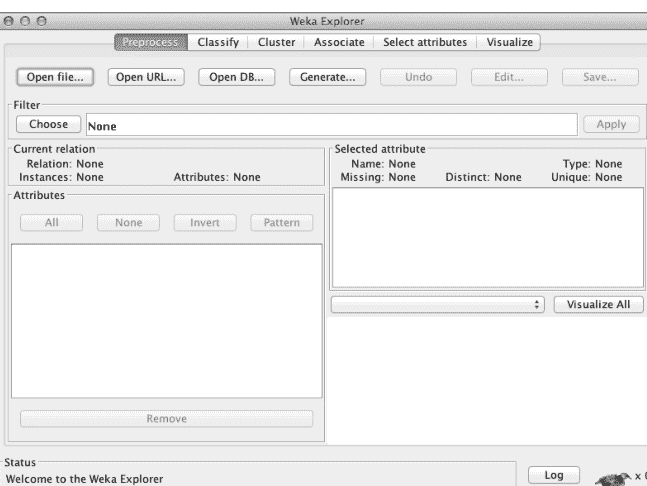 Weka Explorer
Preprocess Classify Cluster Associate Select attributes Visualize
Open file... Open URL... Open DB... Generate... Undo Edit... Save...
Filter
Choose None Apply
Current relation
Relation: None
Instances: None Attributes: None
Selected attribute
Name: None Type: None
Missing: None Distinct: None Unique: None
Attributes
All None Invert Pattern
Visualize All
Remove
Status
Welcome to the Weka Explorer
Log x 0